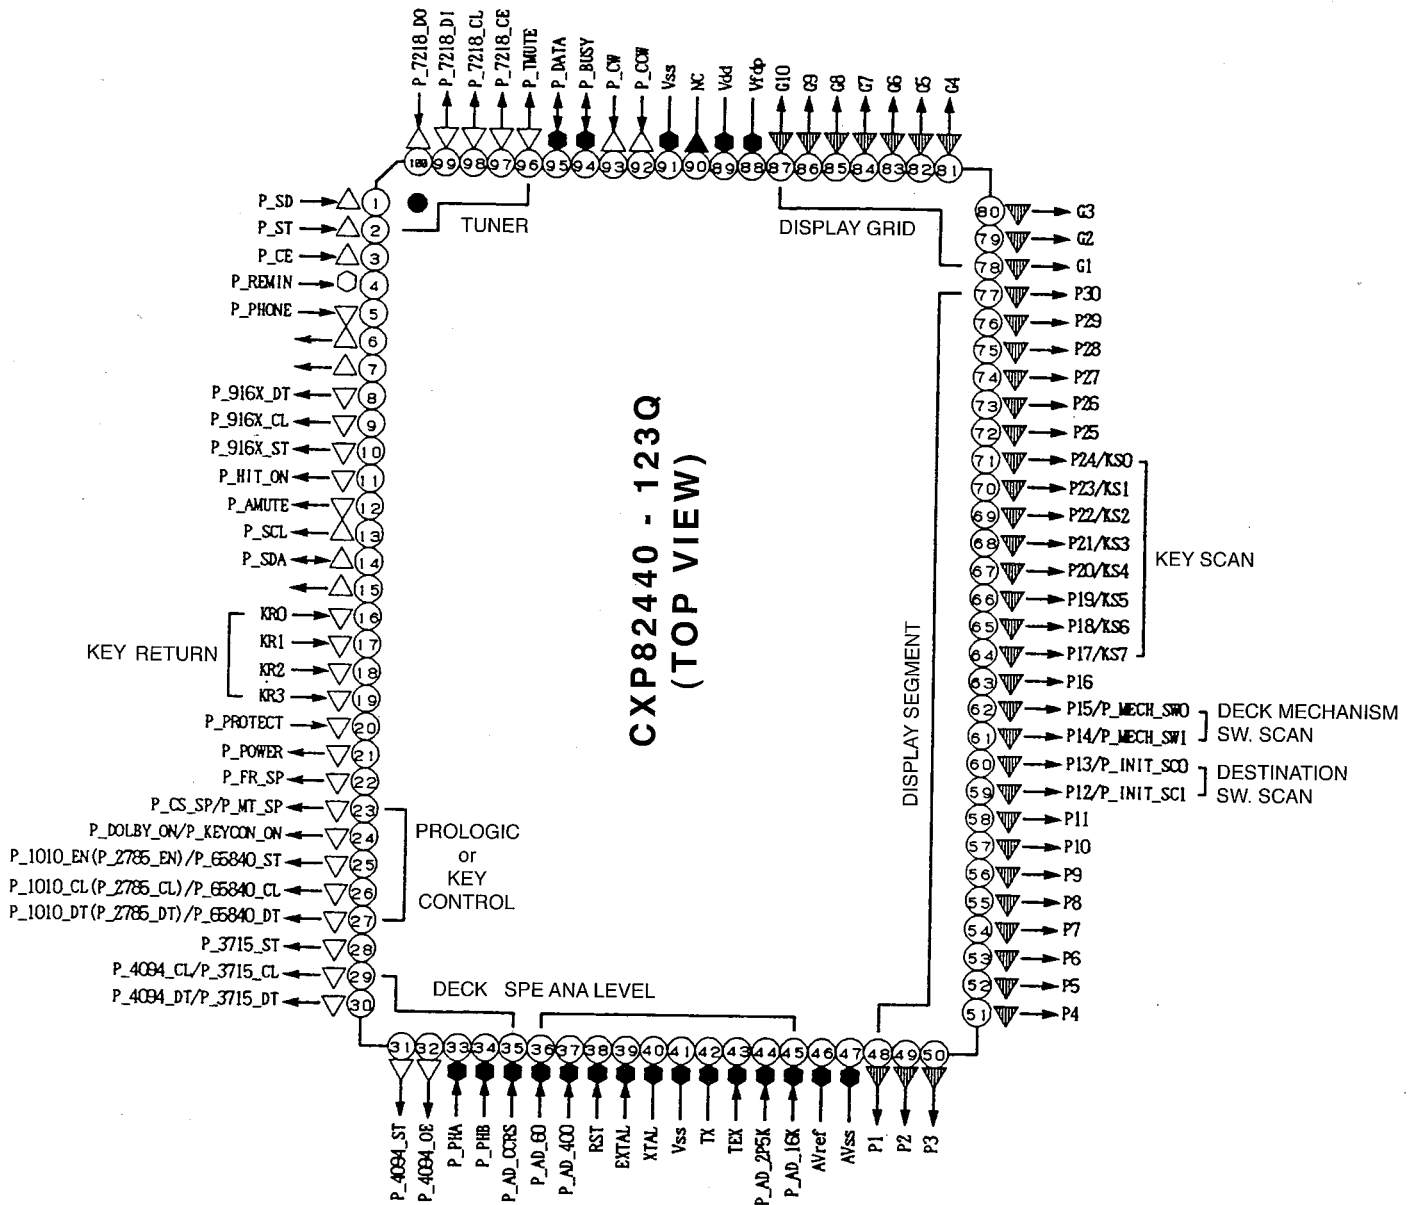 P_7218_DO
P_7218_DI
P_7218_CL
P_7218_CE
P_TMUTE
P_DATA
P_BUSY
P_CW
P_CCW
Vss
NC
Vdd
Vfdp
G10
G9
G8
G7
G6
G5
G4
100 99 98 97 96 95 94 93 92 91 90 89 88 87 86 85 84 83 82 81
P_SD 1
P_ST 2
P_CE 3
P_REMIN 4
P_PHONE 5
6
7
P_916X_DT 8
P_916X_CL 9
P_916X_ST 10
P_HIT_ON 11
P_AMUTE 12
P_SCL 13
P_SDA 14
15
KR0 16
KR1 17
KR2 18
KR3 19
KEY RETURN
P_PROTECT 20
P_POWER 21
P_FR_SP 22
P_CS_SP/P_MT_SP 23
P_DOLBY_ON/P_KEYCON_ON 24
P_1010_EN(P_2785_EN)/P_65840_ST 25
P_1010_CL(P_2785_CL)/P_65840_CL 26
P_1010_DT(P_2785_DT)/P_65840_DT 27
P_3715_ST 28
P_4094_CL/P_3715_CL 29
P_4094_DT/P_3715_DT 30
TUNER
DISPLAY GRID
CXP82440 - 123Q
(TOP VIEW)
DISPLAY SEGMENT
PROLOGIC
or
KEY
CONTROL
DECK SPE ANA LEVEL
80 G3
79 G2
78 G1
77 P30
76 P29
75 P28
74 P27
73 P26
72 P25
71 P24/KS0
70 P23/KS1
69 P22/KS2
68 P21/KS3
67 P20/KS4
66 P19/KS5
65 P18/KS6
64 P17/KS7
KEY SCAN
63 P16
62 P15/P_MECH_SW0
61 P14/P_MECH_SW1
DECK MECHANISM
SW. SCAN
60 P13/P_INIT_SC0
59 P12/P_INIT_SC1
DESTINATION
SW. SCAN
58 P11
57 P10
56 P9
55 P8
54 P7
53 P6
52 P5
51 P4
31 32 33 34 35 36 37 38 39 40 41 42 43 44 45 46 47 48 49 50
P_4094_ST
P_4094_OE
P_PHA
P_PHB
P_AD_CCRS
P_AD_60
P_AD_400
RST
EXTAL
XTAL
Vss
TX
TEX
P_AD_2P5K
P_AD_16K
AVref
AVss
P1
P2
P3